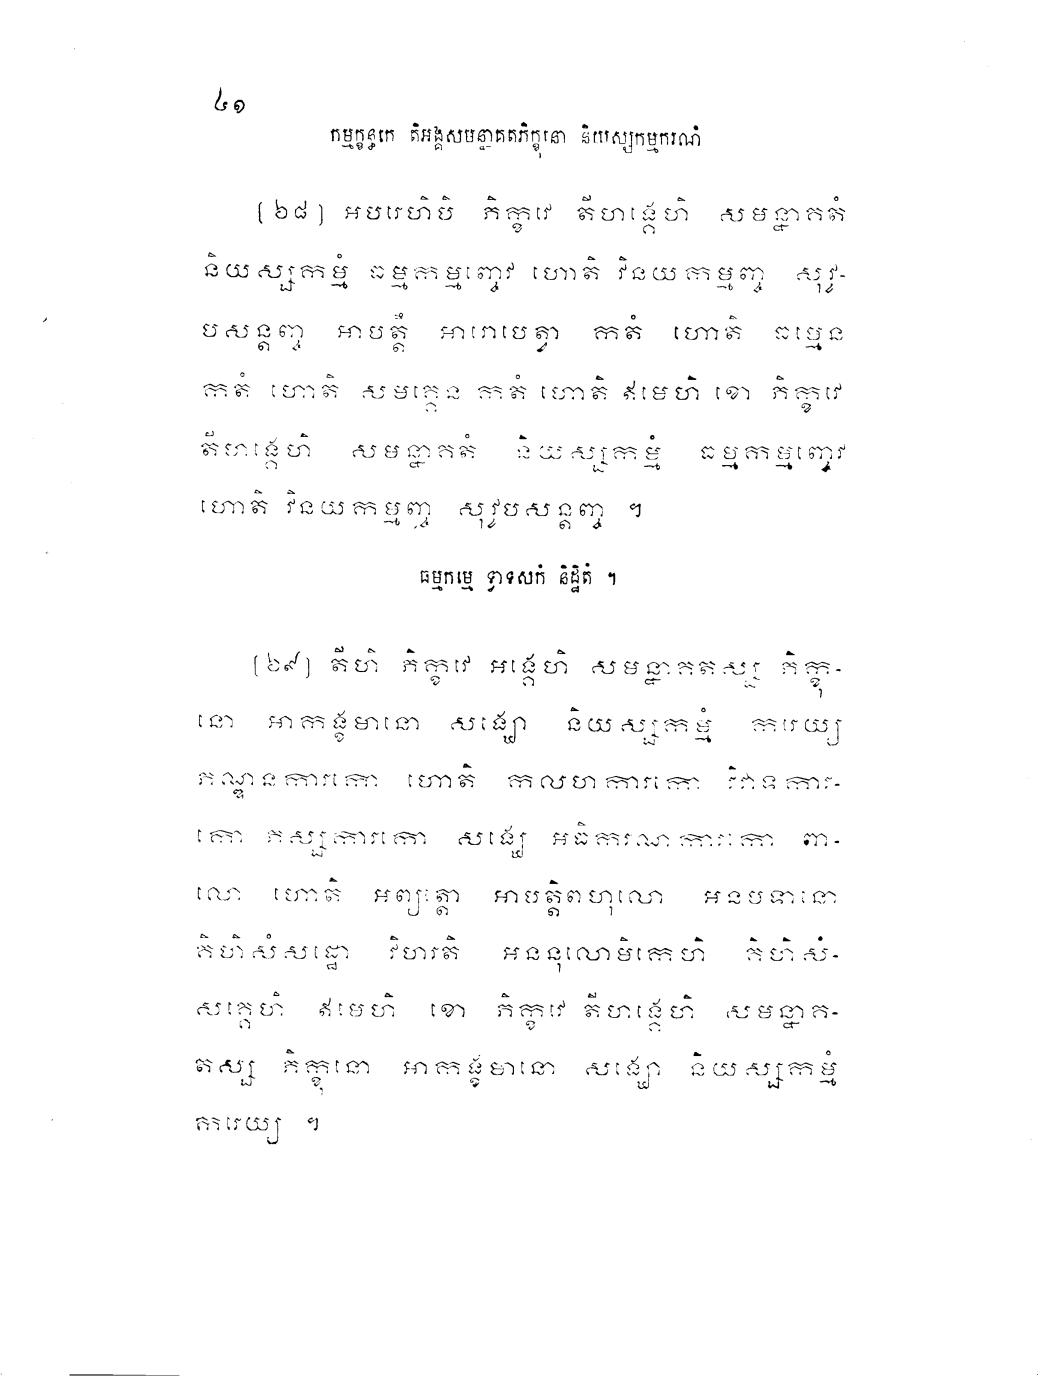 ៤១
កម្មក្ខន្ធកេ តិអង្គសមន្នាគតភិក្ខុនោ និយស្សកម្មករណំ
(៦៨) អបរេហិបិ ភិក្ខវេ តីហង្គេហិ សមន្នាគតំ
និយស្សកម្មំ ធម្មកម្មញ្ចេវ ហោតិ វិនយកម្មញ្ច សុវូ-
បសន្តញ្ច អាបត្តឹ អារោបេត្វា កតំ ហោតិ ធម្មេន
កតំ ហោតិ សមគ្គេន កតំ ហោតិ ឥមេហិ ខោ ភិក្ខវេ
តីហង្គេហិ សមន្នាគតំ និយស្សកម្មំ ធម្មកម្មញ្ចេវ
ហោតិ វិនយកម្មញ្ច សុវូបសន្តញ្ច ។
ធម្មកម្មេ ទ្វាទសកំ និដ្ឋិតំ ។
(៦៩) តីហិ ភិក្ខវេ អង្គេហិ សមន្នាគតស្ស ភិក្ខុ-
នោ អាកង្ខមានោ សង្ឃោ និយស្សកម្មំ ករេយ្យ
ភណ្ឌនការកោ ហោតិ កលហការកោ វិវាទការ-
កោ ភស្សការកោ សង្ឃេ អធិករណការកោ ពា-
លោ ហោតិ អព្យត្តោ អាបត្តិពហុលោ អនបទានោ
គិហិសំសដ្ឋោ វិហរតិ អននុលោមិកេហិ គិហិសំ-
សគ្គេហិ ឥមេហិ ខោ ភិក្ខវេ តីហង្គេហិ សមន្នាគ-
តស្ស ភិក្ខុនោ អាកង្ខមានោ សង្ឃោ និយស្សកម្មំ
ករេយ្យ ។